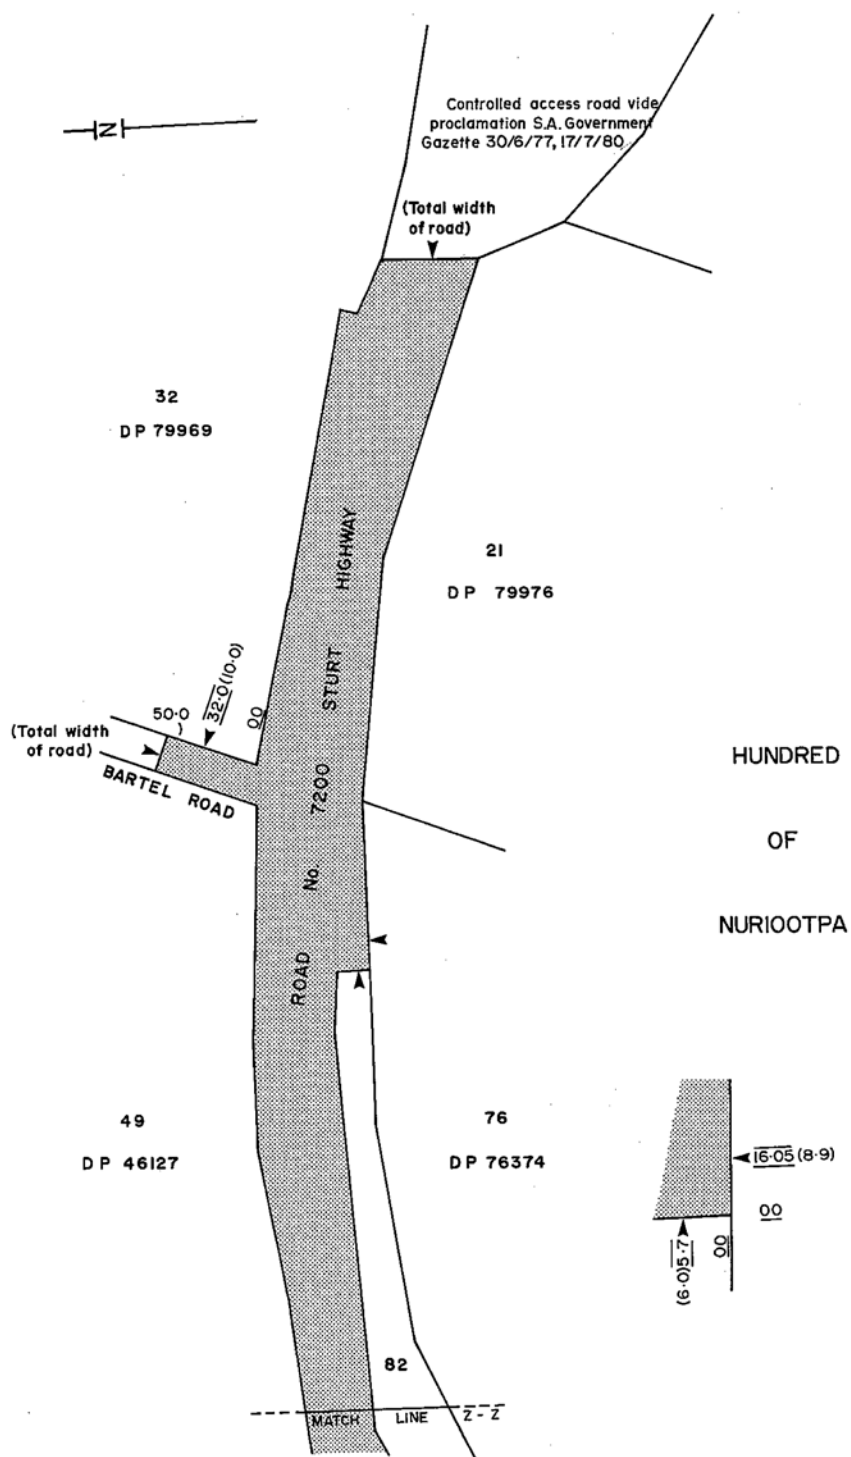 N
Controlled access road vide
proclamation S.A. Government
Gazette 30/6/77, 17/7/80
(Total width
of road)
32
DP 79969
21
DP 79976
ROAD No. 7200 STURT HIGHWAY
50·0
32·0(10·0)
00
(Total width
of road)
BARTEL ROAD
HUNDRED
OF
NURIOOTPA
49
DP 46127
76
DP 76374
16·05(8·9)
00
00
(6·0)5·7
82
MATCH LINE Z-Z